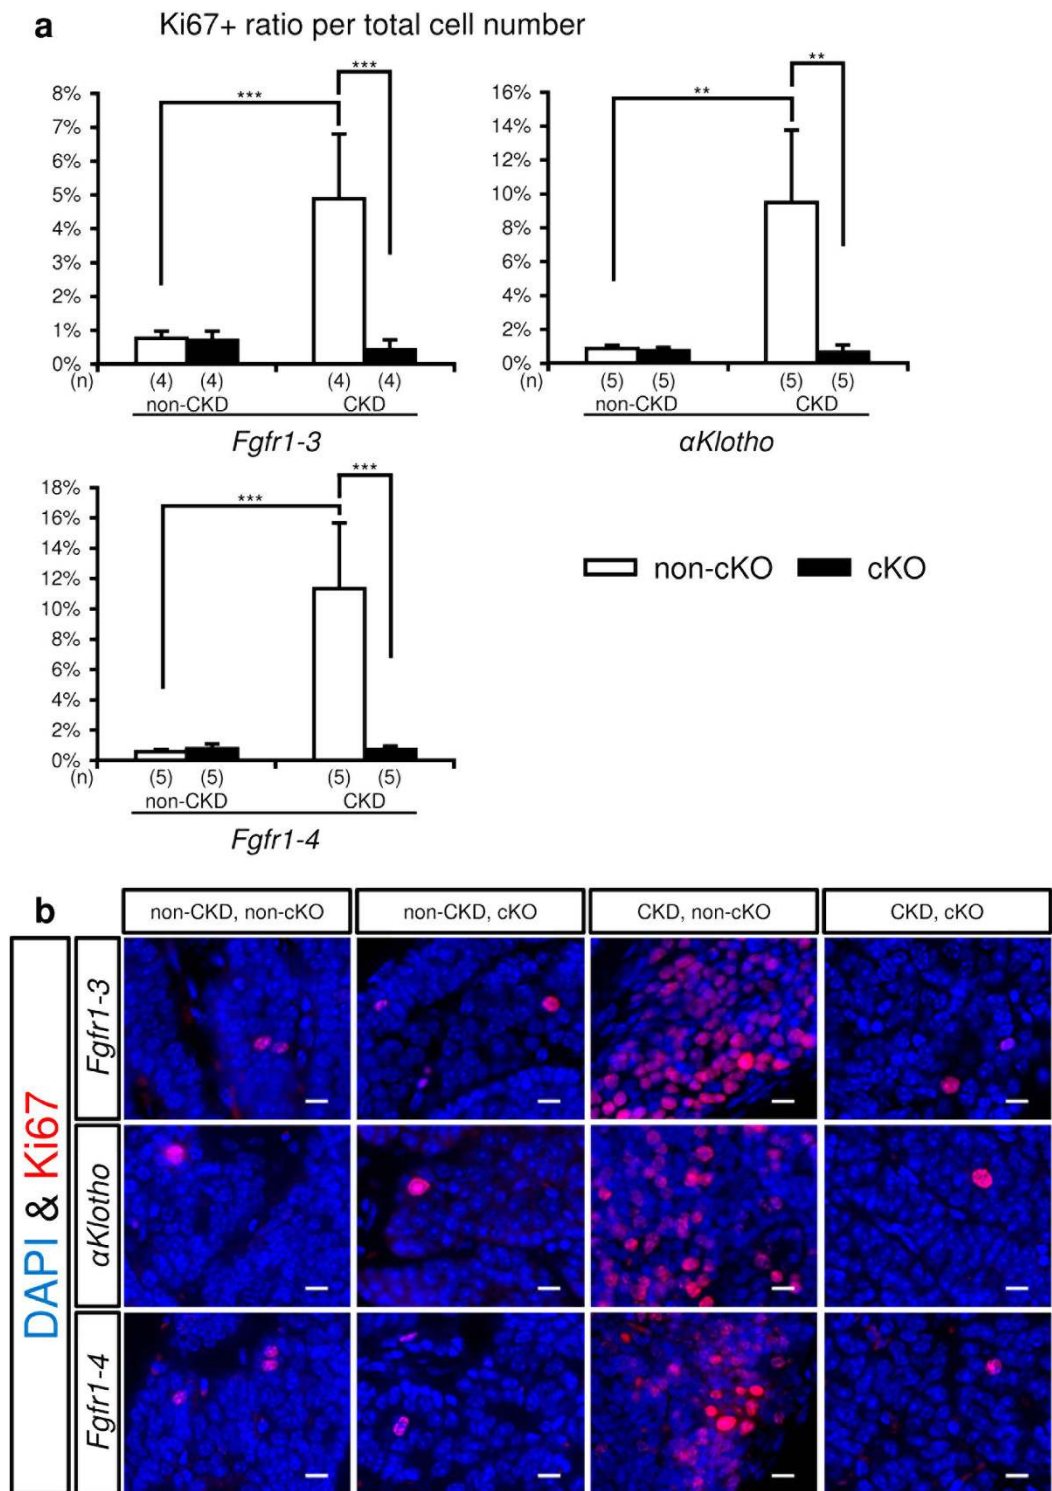 a Ki67+ ratio per total cell number
***
***
8%
7%
6%
5%
4%
3%
2%
1%
0%
(n) (4) (4) (4) (4)
non-CKD CKD
Fgfr1-3
**
**
16%
14%
12%
10%
8%
6%
4%
2%
0%
(n) (5) (5) (5) (5)
non-CKD CKD
αKlotho
***
***
18%
16%
14%
12%
10%
8%
6%
4%
2%
0%
(n) (5) (5) (5) (5)
non-CKD CKD
Fgfr1-4
non-cKO cKO
b non-CKD, non-cKO non-CKD, cKO CKD, non-cKO CKD, cKO
DAPI & Ki67
Fgfr1-3
αKlotho
Fgfr1-4